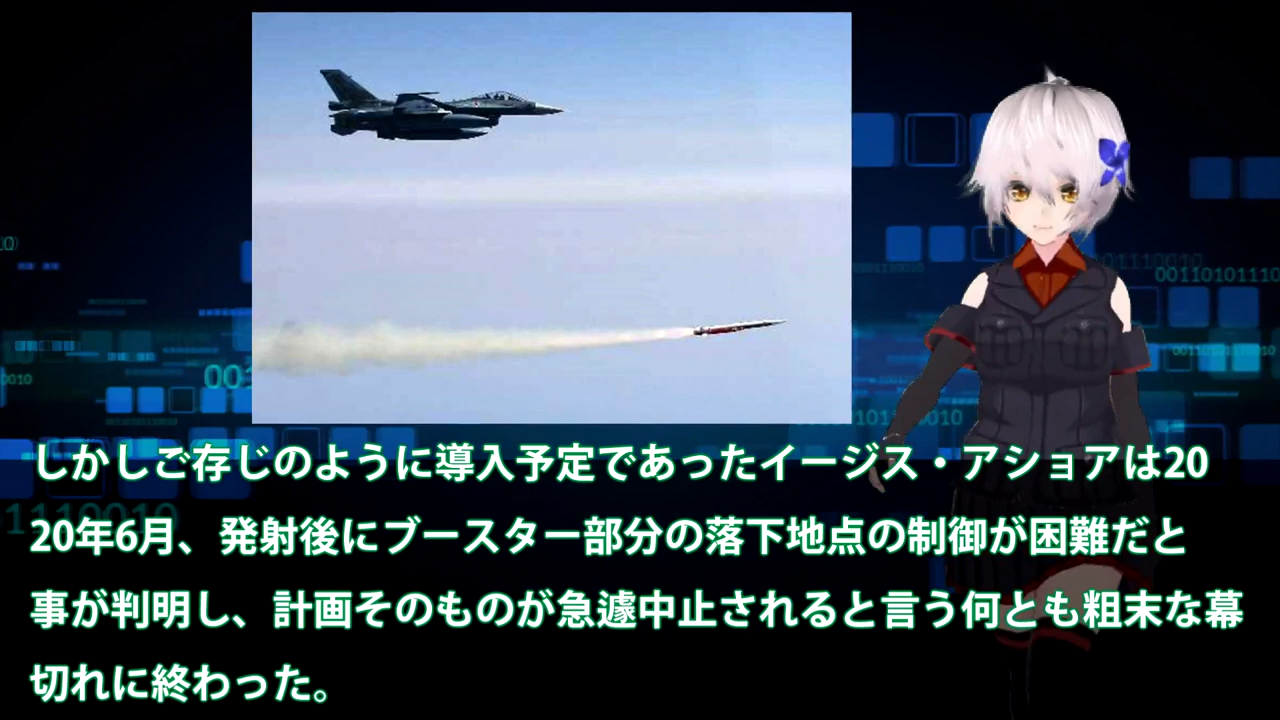 しかしご存じのように導入予定であったイージス・アショアは20
20年6月、発射後にブースター部分の落下地点の制御が困難だと
事が判明し、計画そのものが急遽中止されると言う何とも粗末な幕
切れに終わった。